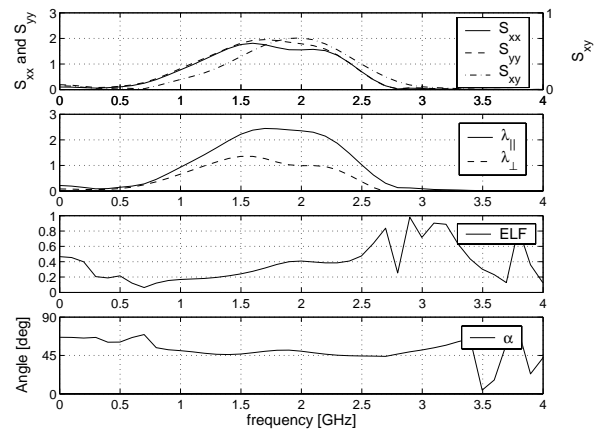 S_xx and S_yy
3
2
1
0
0 0.5 1 1.5 2 2.5 3 3.5 4
1
0
S_xy
S_xx
S_yy
S_xy
3
2
1
0
0 0.5 1 1.5 2 2.5 3 3.5 4
λ_||
λ_⊥
1
0.8
0.6
0.4
0.2
0
0 0.5 1 1.5 2 2.5 3 3.5 4
ELF
Angle [deg]
90
45
0
0 0.5 1 1.5 2 2.5 3 3.5 4
α
frequency [GHz]